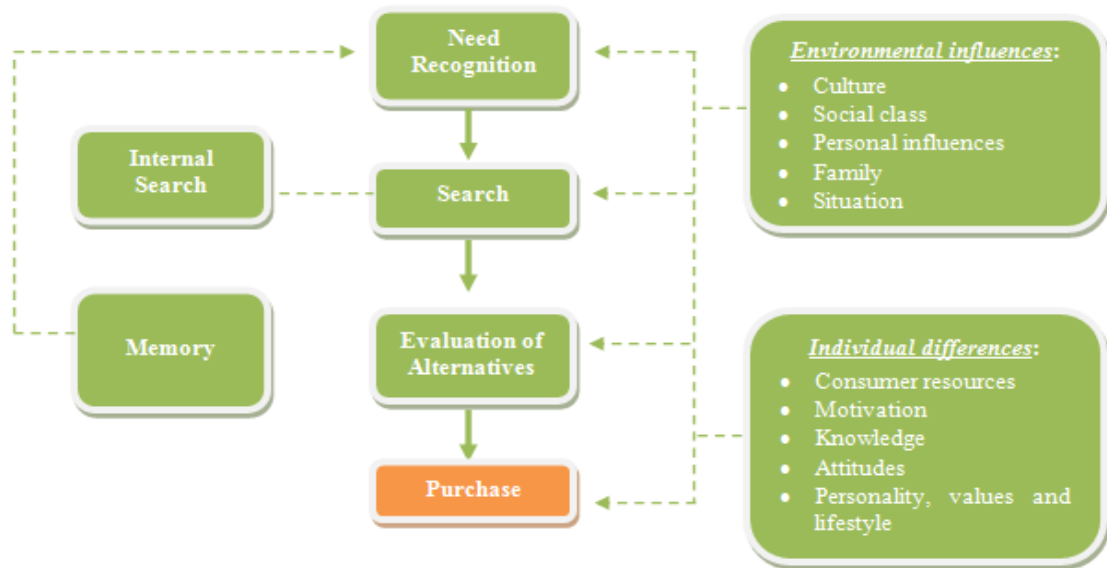 Need
Recognition
Internal
Search
Search
Memory
Evaluation of
Alternatives
Purchase
Environmental influences:
• Culture
• Social class
• Personal influences
• Family
• Situation
Individual differences:
• Consumer resources
• Motivation
• Knowledge
• Attitudes
• Personality, values and
lifestyle